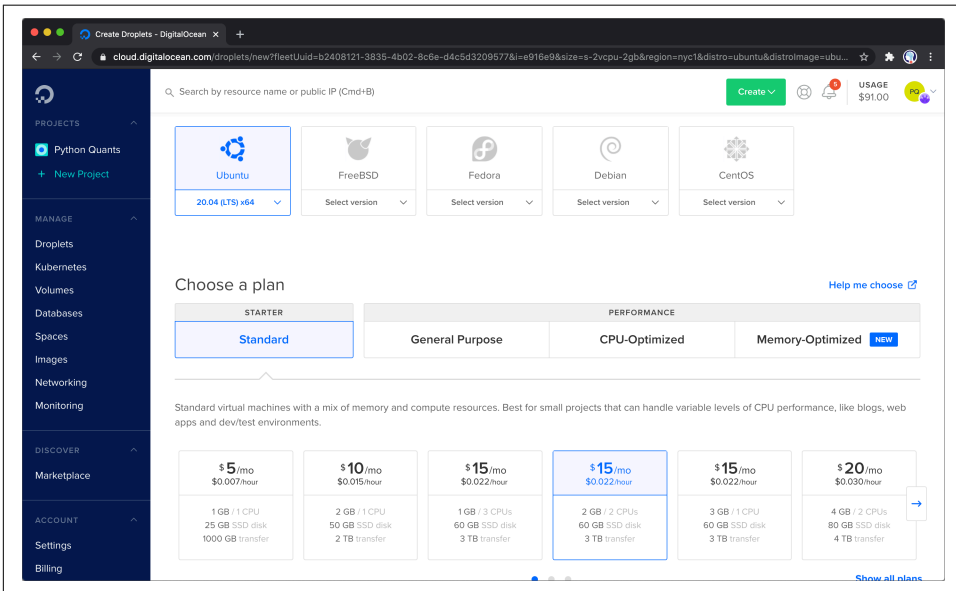 Create Droplets - DigitalOcean
cloud.digitalocean.com/droplets/new?fleetUuid=b2408121-3835-4b02-8c6e-d4c5d3209577&i=e916e9&size=s-2vcpu-2gb&region=nyc1&distro=ubuntu&distroImage=ubu...
Search by resource name or public IP (Cmd+B)
Create
5
USAGE
$91.00
PQ
PROJECTS
Python Quants
+ New Project
MANAGE
Droplets
Kubernetes
Volumes
Databases
Spaces
Images
Networking
Monitoring
DISCOVER
Marketplace
ACCOUNT
Settings
Billing
Ubuntu
20.04 (LTS) x64
FreeBSD
Select version
Fedora
Select version
Debian
Select version
CentOS
Select version
Choose a plan
Help me choose
STARTER
PERFORMANCE
Standard
General Purpose
CPU-Optimized
Memory-Optimized NEW
Standard virtual machines with a mix of memory and compute resources. Best for small projects that can handle variable levels of CPU performance, like blogs, web
apps and dev/test environments.
$5/mo
$0.007/hour
1 GB / 1 CPU
25 GB SSD disk
1000 GB transfer
$10/mo
$0.015/hour
2 GB / 1 CPU
50 GB SSD disk
2 TB transfer
$15/mo
$0.022/hour
1 GB / 3 CPUs
60 GB SSD disk
3 TB transfer
$15/mo
$0.022/hour
2 GB / 2 CPUs
60 GB SSD disk
3 TB transfer
$15/mo
$0.022/hour
3 GB / 1 CPU
60 GB SSD disk
3 TB transfer
$20/mo
$0.030/hour
4 GB / 2 CPUs
80 GB SSD disk
4 TB transfer
Show all plans